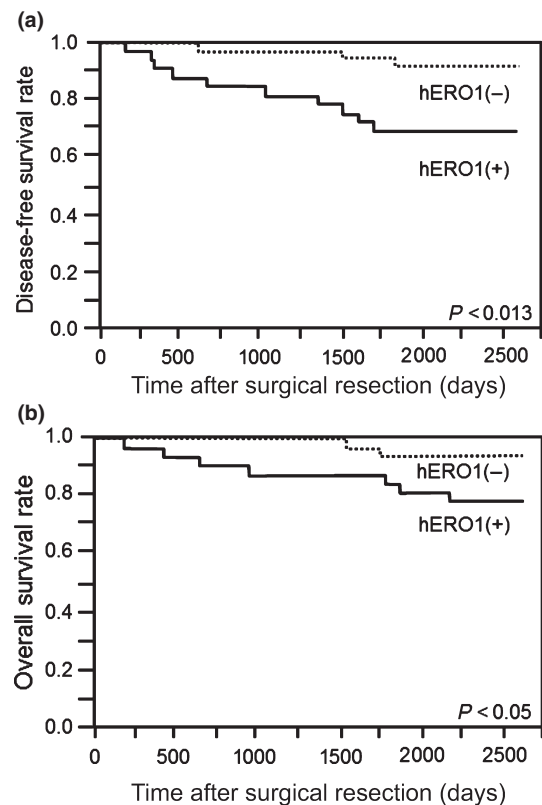 (a)
Disease-free survival rate
1.0
0.8
0.6
0.4
0.2
0.0
hERO1(–)
hERO1(+)
P < 0.013
0 500 1000 1500 2000 2500
Time after surgical resection (days)
(b)
Overall survival rate
1.0
0.8
0.6
0.4
0.2
0.0
hERO1(–)
hERO1(+)
P < 0.05
0 500 1000 1500 2000 2500
Time after surgical resection (days)